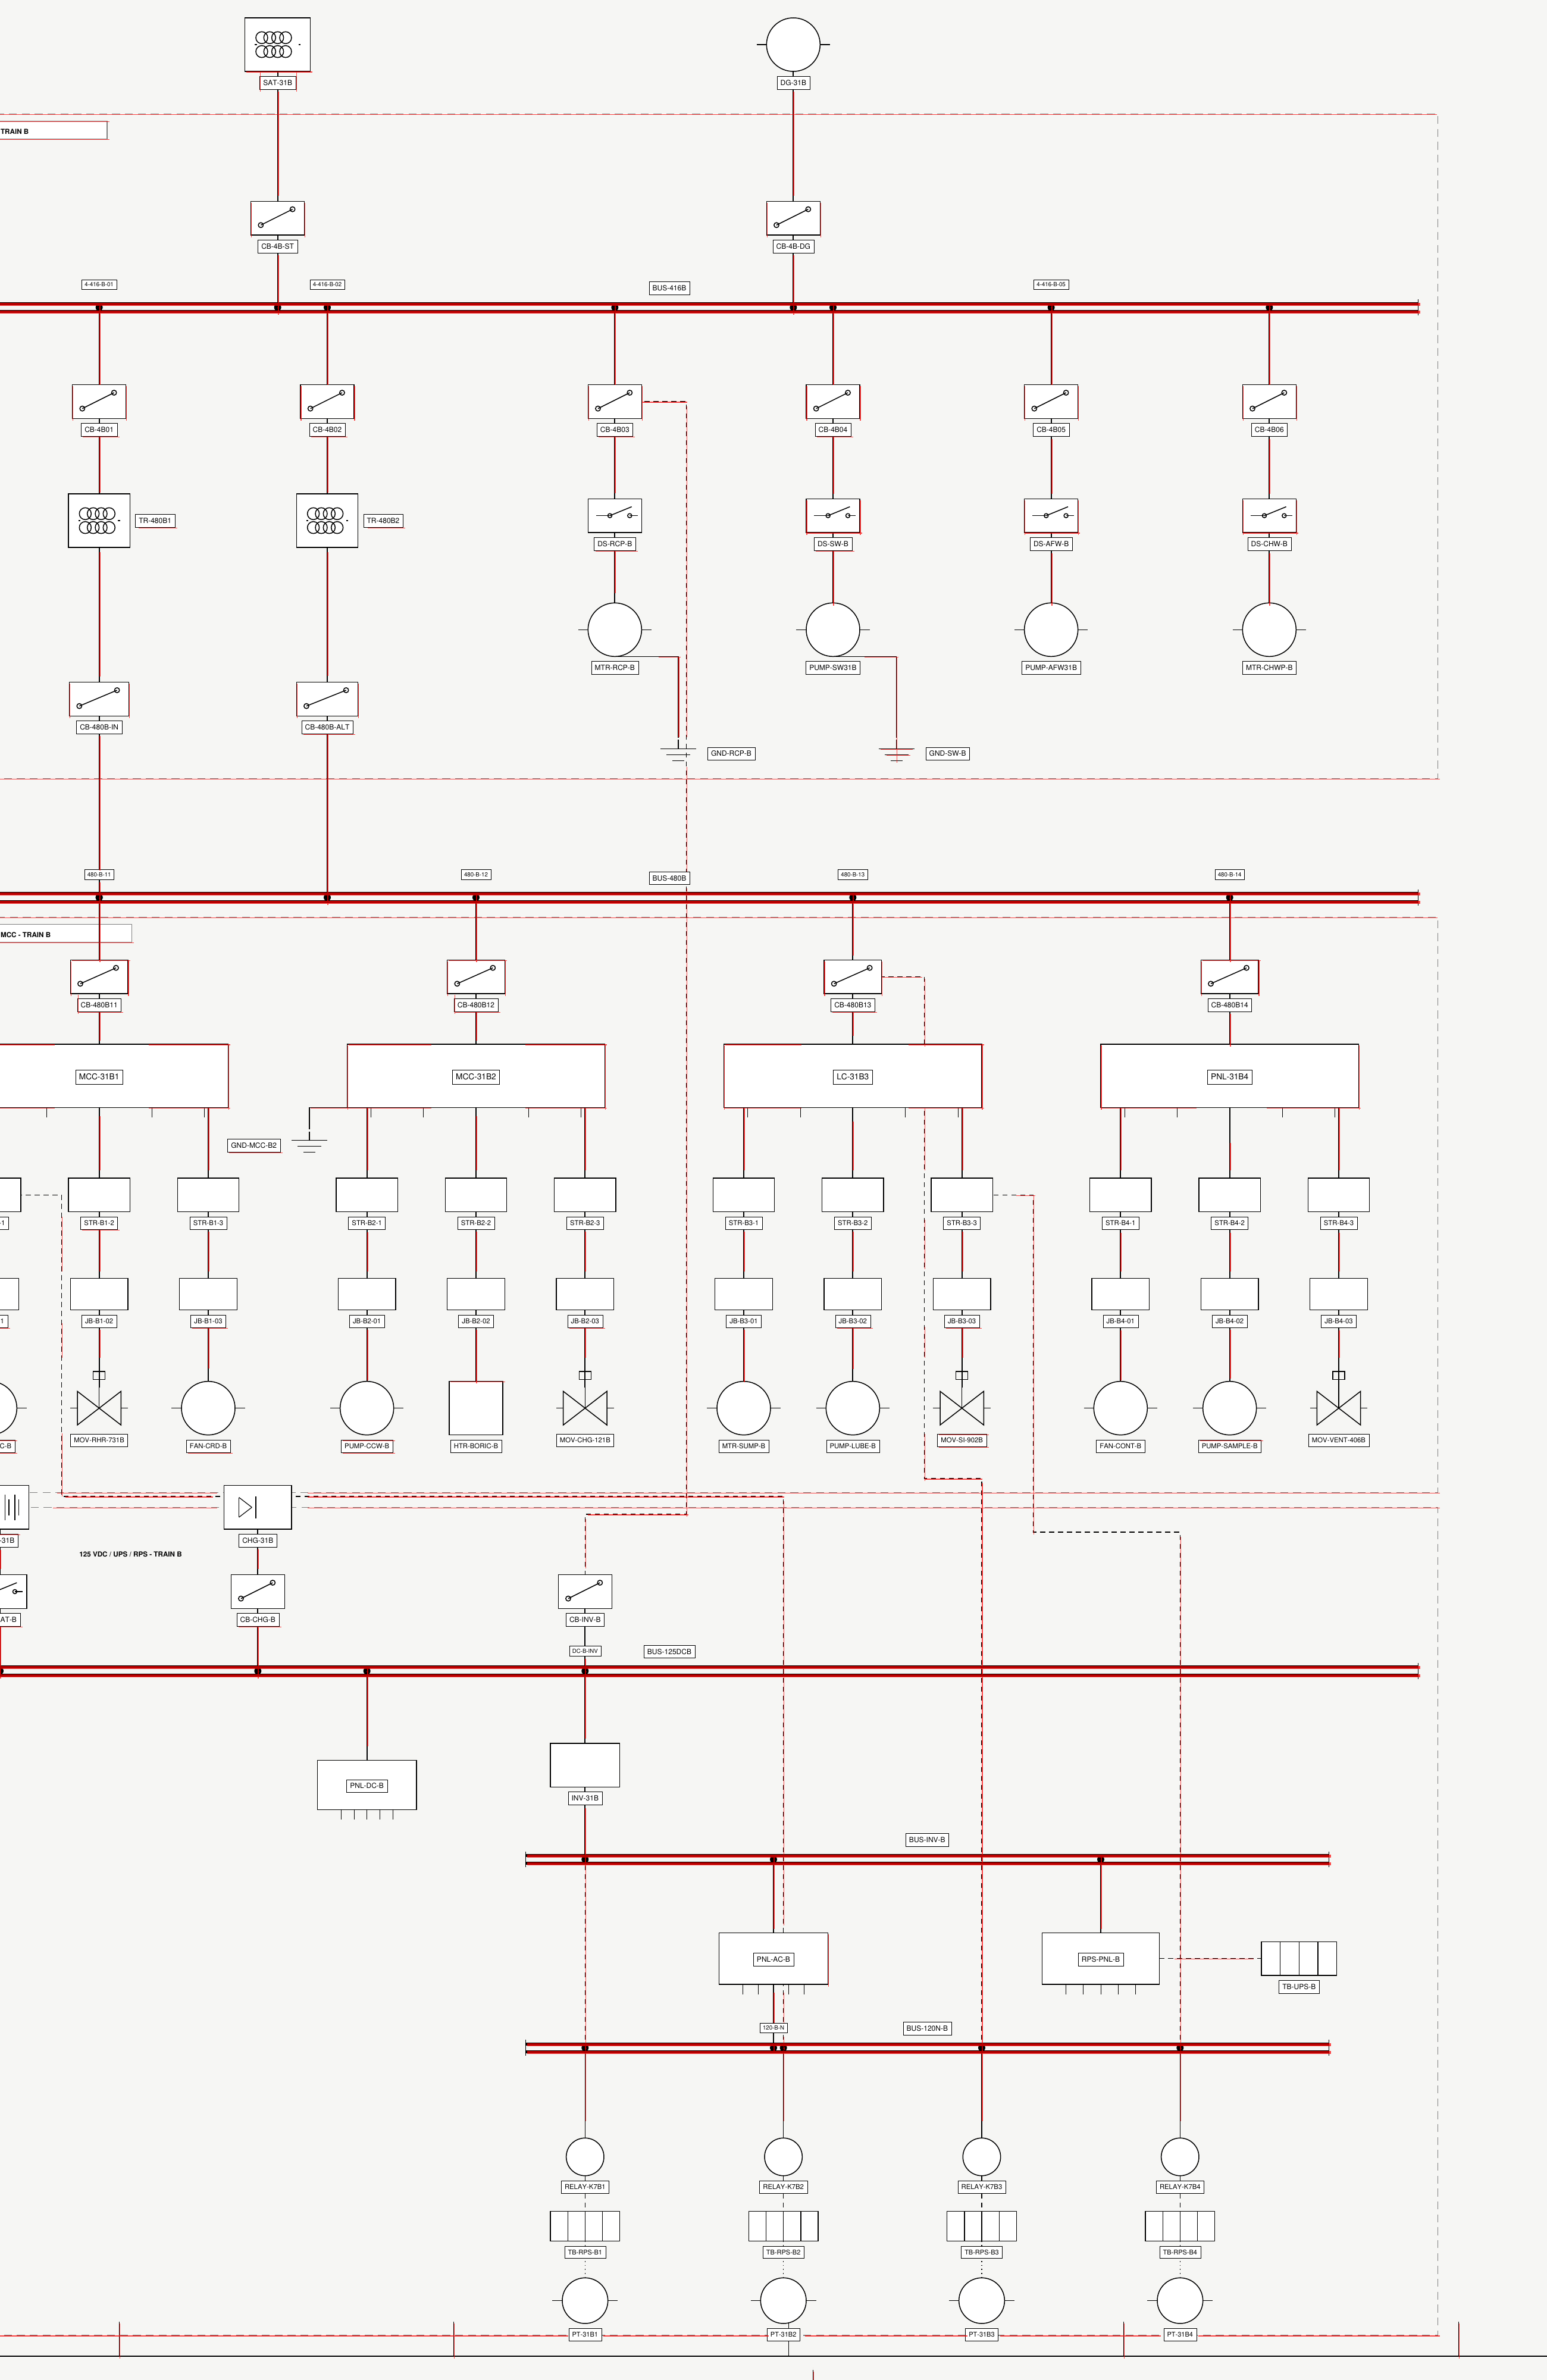 SAT-31B
DG-31B
TRAIN B
CB-4B-ST
CB-4B-DG
4-416-B-01
4-416-B-02
BUS-416B
4-416-B-05
CB-4B01
CB-4B02
CB-4B03
CB-4B04
CB-4B05
CB-4B06
TR-480B1
TR-480B2
DS-RCP-B
DS-SW-B
DS-AFW-B
DS-CHW-B
MTR-RCP-B
PUMP-SW31B
PUMP-AFW31B
MTR-CHWP-B
CB-480B-IN
CB-480B-ALT
GND-RCP-B
GND-SW-B
480-B-11
480-B-12
BUS-480B
480-B-13
480-B-14
MCC - TRAIN B
CB-480B11
CB-480B12
CB-480B13
CB-480B14
MCC-31B1
MCC-31B2
LC-31B3
PNL-31B4
GND-MCC-B2
-1
STR-B1-2
STR-B1-3
STR-B2-1
STR-B2-2
STR-B2-3
STR-B3-1
STR-B3-2
STR-B3-3
STR-B4-1
STR-B4-2
STR-B4-3
1
JB-B1-02
JB-B1-03
JB-B2-01
JB-B2-02
JB-B2-03
JB-B3-01
JB-B3-02
JB-B3-03
JB-B4-01
JB-B4-02
JB-B4-03
C-B
MOV-RHR-731B
FAN-CRD-B
PUMP-CCW-B
HTR-BORIC-B
MOV-CHG-121B
MTR-SUMP-B
PUMP-LUBE-B
MOV-SI-902B
FAN-CONT-B
PUMP-SAMPLE-B
MOV-VENT-406B
-31B
CHG-31B
125 VDC / UPS / RPS - TRAIN B
AT-B
CB-CHG-B
CB-INV-B
DC-B-INV
BUS-125DCB
PNL-DC-B
INV-31B
BUS-INV-B
PNL-AC-B
RPS-PNL-B
TB-UPS-B
120-B-N
BUS-120N-B
RELAY-K7B1
RELAY-K7B2
RELAY-K7B3
RELAY-K7B4
TB-RPS-B1
TB-RPS-B2
TB-RPS-B3
TB-RPS-B4
PT-31B1
PT-31B2
PT-31B3
PT-31B4